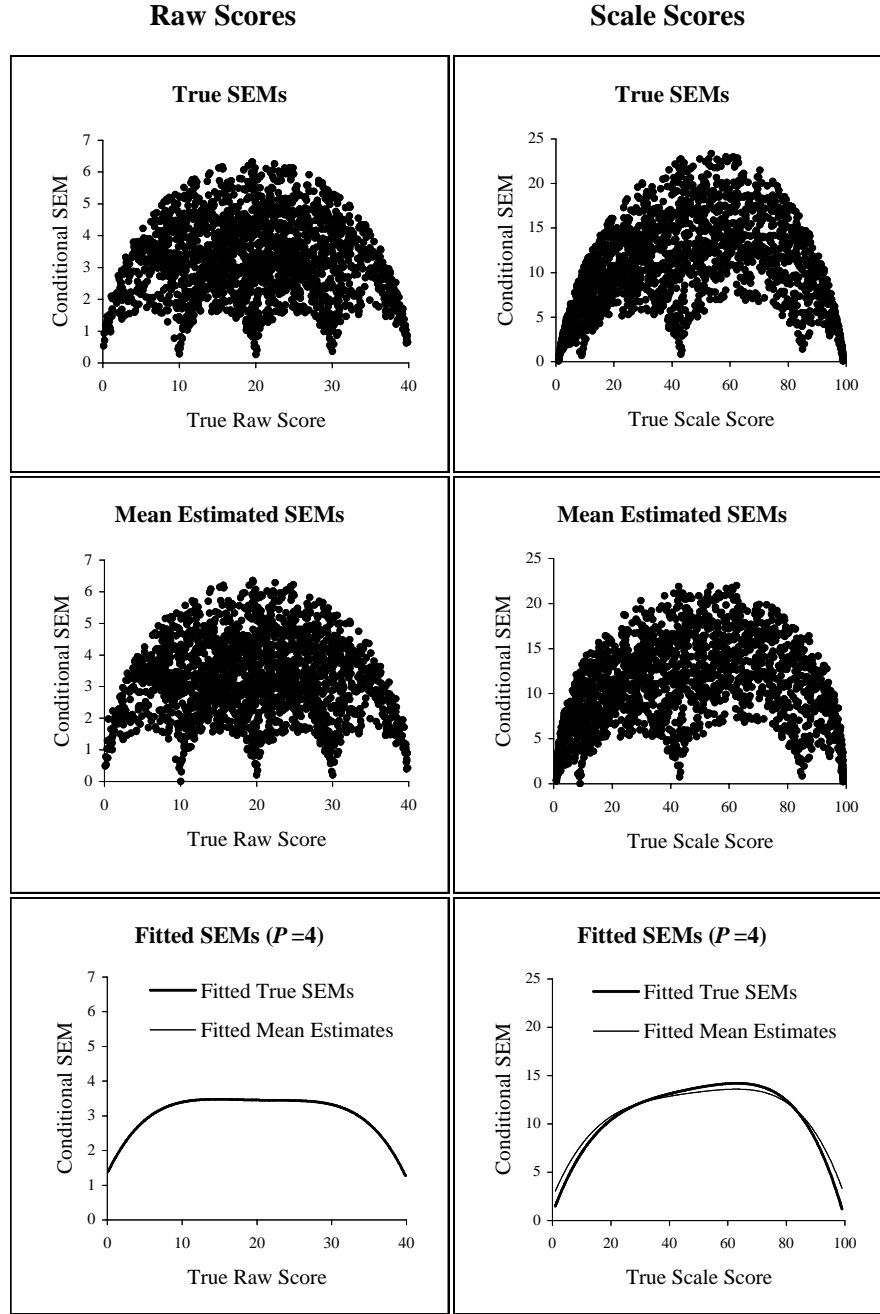 Raw Scores
Scale Scores
True SEMs
7
6
5
4
3
2
1
0
Conditional SEM
0 10 20 30 40
True Raw Score
True SEMs
25
20
15
10
5
0
Conditional SEM
0 20 40 60 80 100
True Scale Score
Mean Estimated SEMs
7
6
5
4
3
2
1
0
Conditional SEM
0 10 20 30 40
True Raw Score
Mean Estimated SEMs
25
20
15
10
5
0
Conditional SEM
0 20 40 60 80 100
True Scale Score
Fitted SEMs (P =4)
7
6
5
4
3
2
1
0
Conditional SEM
Fitted True SEMs
Fitted Mean Estimates
0 10 20 30 40
True Raw Score
Fitted SEMs (P =4)
25
20
15
10
5
0
Conditional SEM
Fitted True SEMs
Fitted Mean Estimates
0 20 40 60 80 100
True Scale Score